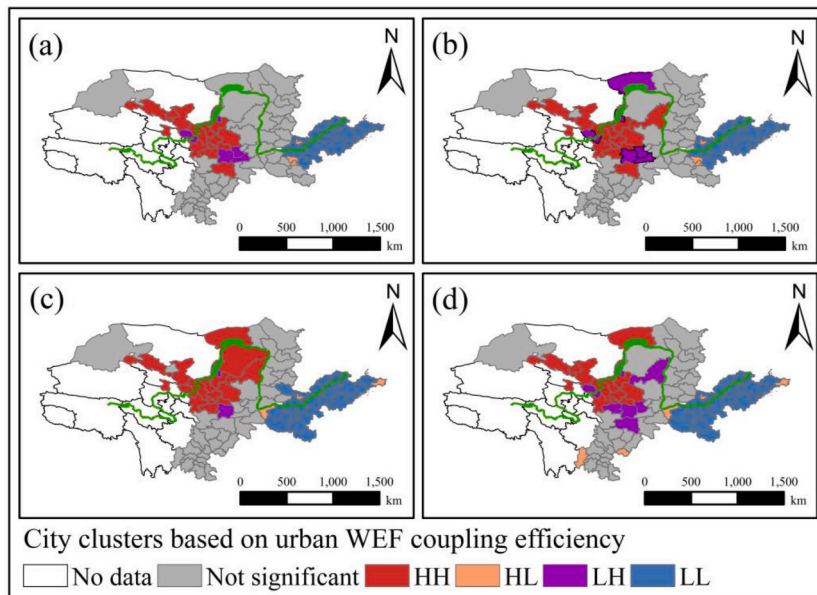 (a)
N
0 500 1,000 1,500
km
(b)
N
0 500 1,000 1,500
km
(c)
N
0 500 1,000 1,500
km
(d)
N
0 500 1,000 1,500
km
City clusters based on urban WEF coupling efficiency
No data Not significant HH HL LH LL